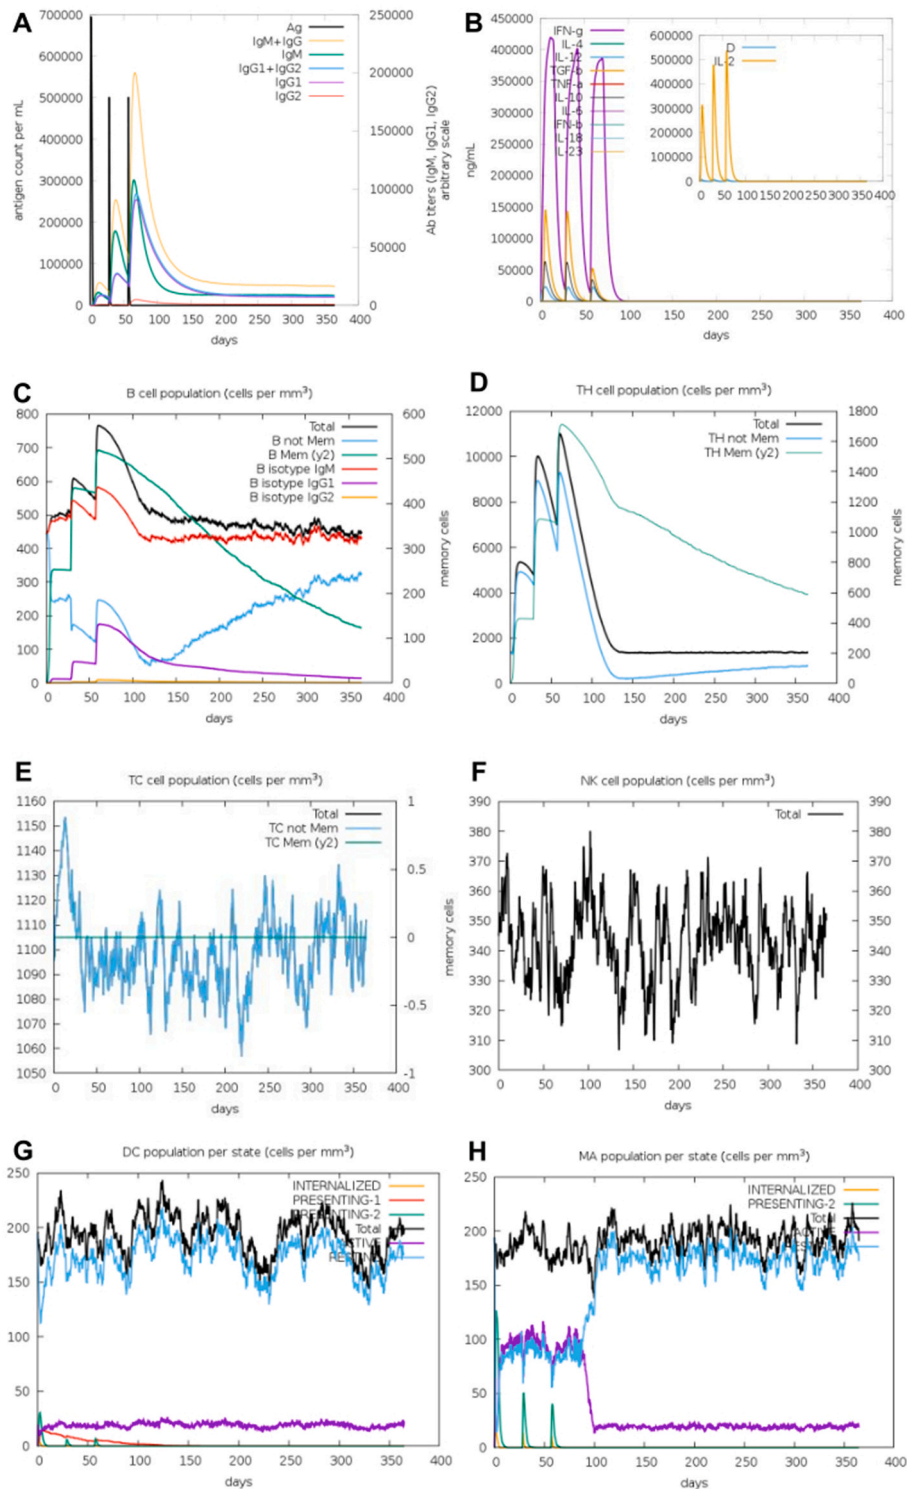 A
700000
600000
500000
400000
300000
200000
100000
0
antigen count per mL
Ag
IgM+IgG
IgM
IgG1+IgG2
IgG1
IgG2
250000
200000
150000
100000
50000
0
Ab titers (IgM, IgG1, IgG2)
arbitrary scale
0 50 100 150 200 250 300 350 400
days
B
450000
400000
350000
300000
250000
200000
150000
100000
50000
0
ng/mL
IFN-g
IL-4
IL-12
TGF-b
TNF-a
IL-10
IL-6
IFN-b
IL-18
IL-23
600000
500000
400000
300000
200000
100000
0
D
IL-2
0 50 100 150 200 250 300 350 400
0 50 100 150 200 250 300 350 400
days
C
B cell population (cells per mm³)
800
700
600
500
400
300
200
100
0
Total
B not Mem
B Mem (y2)
B isotype IgM
B isotype IgG1
B isotype IgG2
600
500
400
300
200
100
0
memory cells
0 50 100 150 200 250 300 350 400
days
D
TH cell population (cells per mm³)
12000
10000
8000
6000
4000
2000
0
Total
TH not Mem
TH Mem (y2)
1800
1600
1400
1200
1000
800
600
400
200
0
memory cells
0 50 100 150 200 250 300 350 400
days
E
TC cell population (cells per mm³)
1160
1150
1140
1130
1120
1110
1100
1090
1080
1070
1060
1050
Total
TC not Mem
TC Mem (y2)
1
0.5
0
-0.5
-1
memory cells
0 50 100 150 200 250 300 350 400
days
F
NK cell population (cells per mm³)
390
380
370
360
350
340
330
320
310
300
Total
390
380
370
360
350
340
330
320
310
300
0 50 100 150 200 250 300 350 400
days
G
DC population per state (cells per mm³)
250
200
150
100
50
0
INTERNALIZED
PRESENTING-1
PRESENTING-2
Total
0 50 100 150 200 250 300 350 400
days
H
MA population per state (cells per mm³)
250
200
150
100
50
0
INTERNALIZED
PRESENTING-2
Total
0 50 100 150 200 250 300 350 400
days